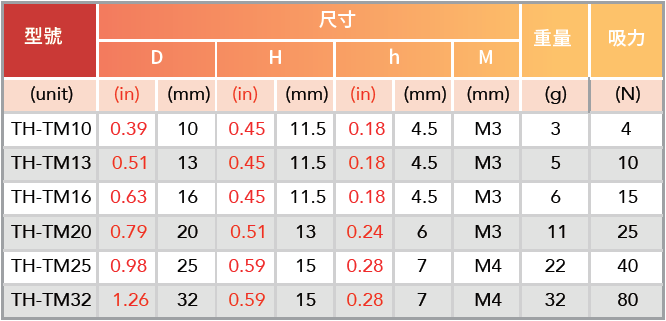 型號 尺寸 重量 吸力
D H h M
(unit) (in) (mm) (in) (mm) (in) (mm) (mm) (g) (N)
TH-TM10 0.39 10 0.45 11.5 0.18 4.5 M3 3 4
TH-TM13 0.51 13 0.45 11.5 0.18 4.5 M3 5 10
TH-TM16 0.63 16 0.45 11.5 0.18 4.5 M3 6 15
TH-TM20 0.79 20 0.51 13 0.24 6 M3 11 25
TH-TM25 0.98 25 0.59 15 0.28 7 M4 22 40
TH-TM32 1.26 32 0.59 15 0.28 7 M4 32 80